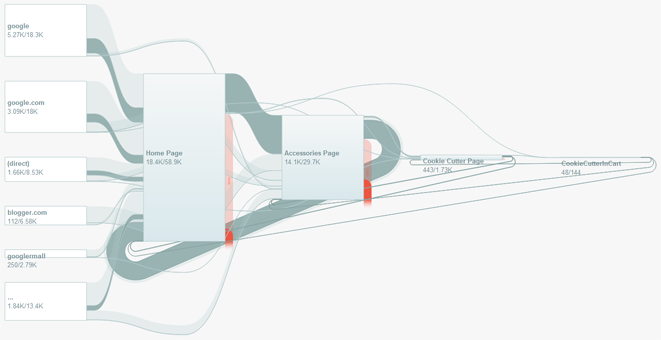 google
5.27K/18.3K
google.com
3.09K/18K
(direct)
1.66K/8.53K
blogger.com
112/6.58K
googlermall
250/2.79K
...
1.84K/13.4K
Home Page
18.4K/58.9K
Accessories Page
14.1K/29.7K
Cookie Cutter Page
443/1.73K
CookieCutterInCart
48/144